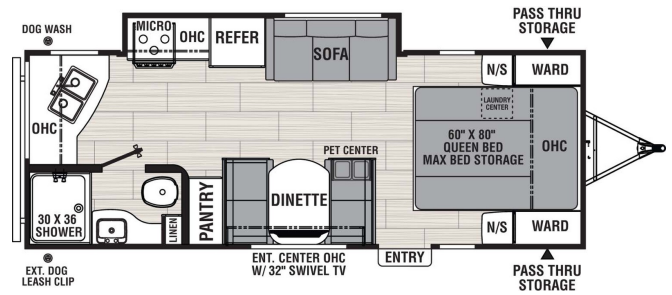 DOG WASH
MICRO
OHC
REFER
SOFA
PASS THRU
STORAGE
N/S
WARD
OHC
LAUNDRY
CENTER
60" X 80"
QUEEN BED
MAX BED STORAGE
OHC
PET CENTER
30 X 36
SHOWER
LINEN
PANTRY
DINETTE
N/S
WARD
EXT. DOG
LEASH CLIP
ENT. CENTER OHC
W/ 32" SWIVEL TV
ENTRY
PASS THRU
STORAGE